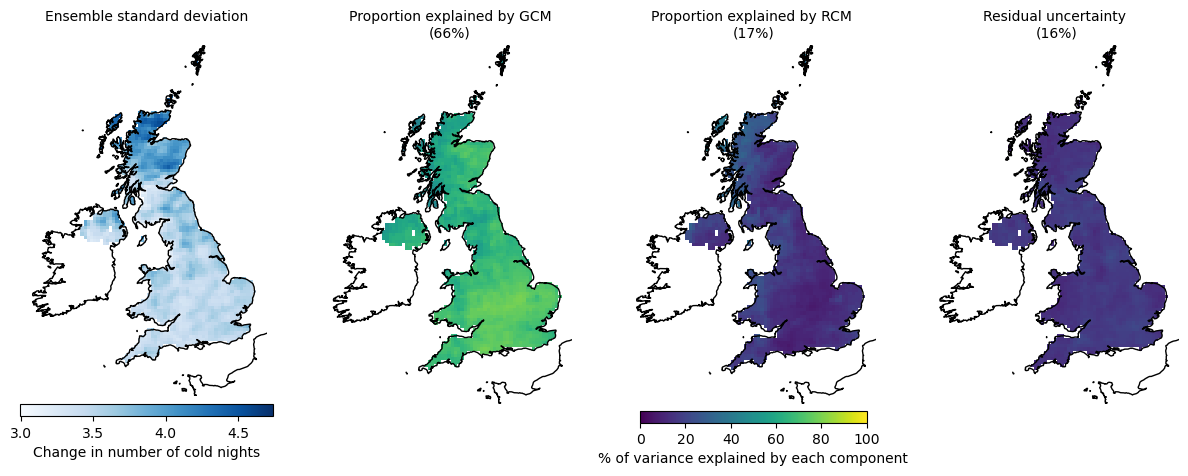 Ensemble standard deviation
Proportion explained by GCM
(66%)
Proportion explained by RCM
(17%)
Residual uncertainty
(16%)
3.0 3.5 4.0 4.5
Change in number of cold nights
0 20 40 60 80 100
% of variance explained by each component